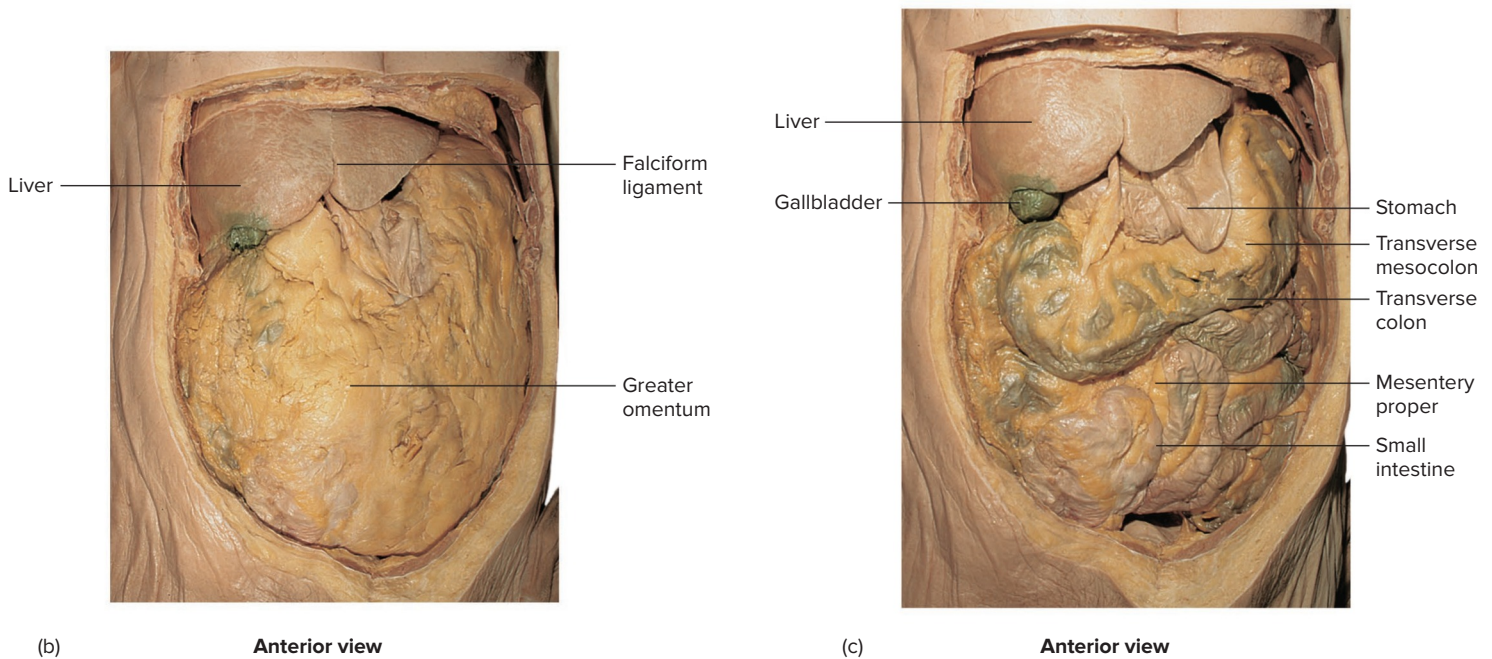 Liver
Falciform
ligament
Greater
omentum
(b)
Anterior view
Liver
Gallbladder
Stomach
Transverse
mesocolon
Transverse
colon
Mesentery
proper
Small
intestine
(c)
Anterior view